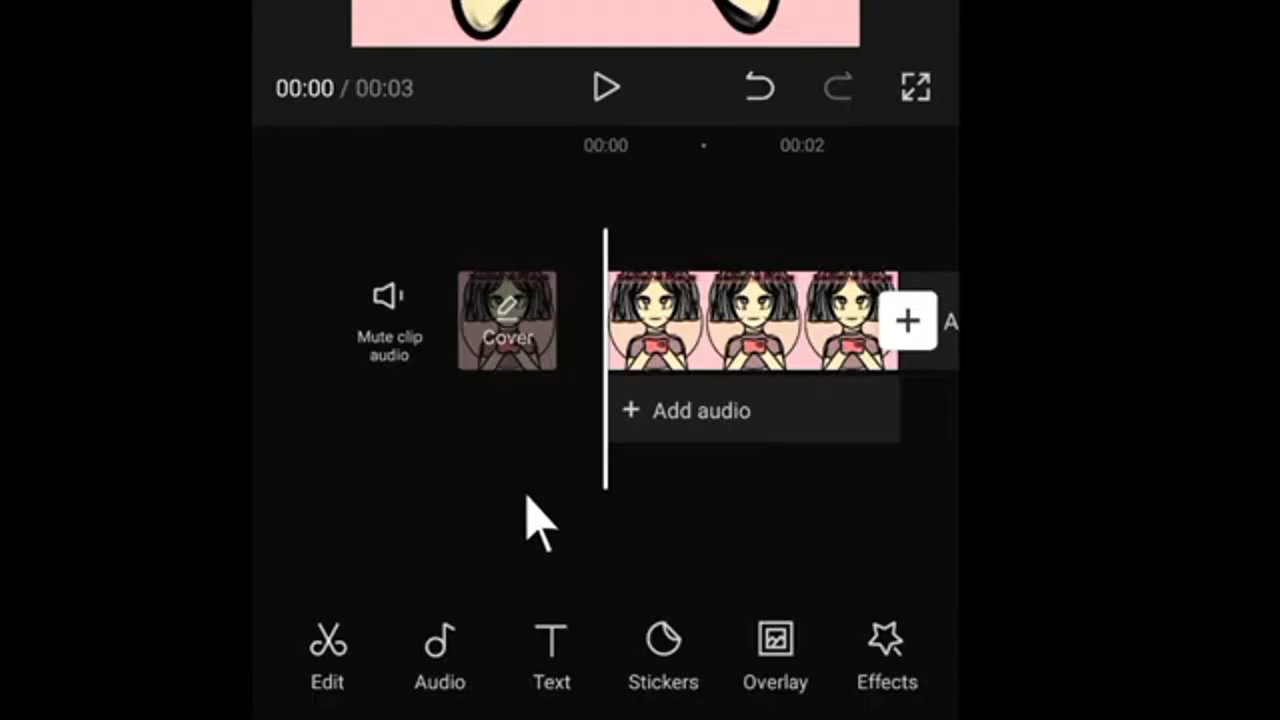 00:00 / 00:03
00:00
00:02
Mute clip
audio
Cover
A
+ Add audio
Edit
Audio
Text
Stickers
Overlay
Effects